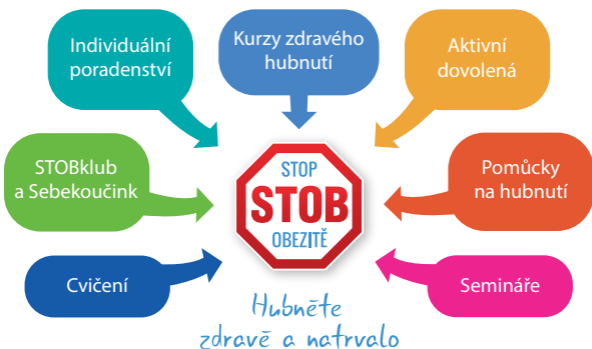 Individuální
poradenství
Kurzy zdravého
hubnutí
Aktivní
dovolená
STOBklub
a Sebekoučink
STOP
STOB
OBEZITĚ
Pomůcky
na hubnutí
Cvičení
Semináře
Hubněte
zdravě a natrvalo